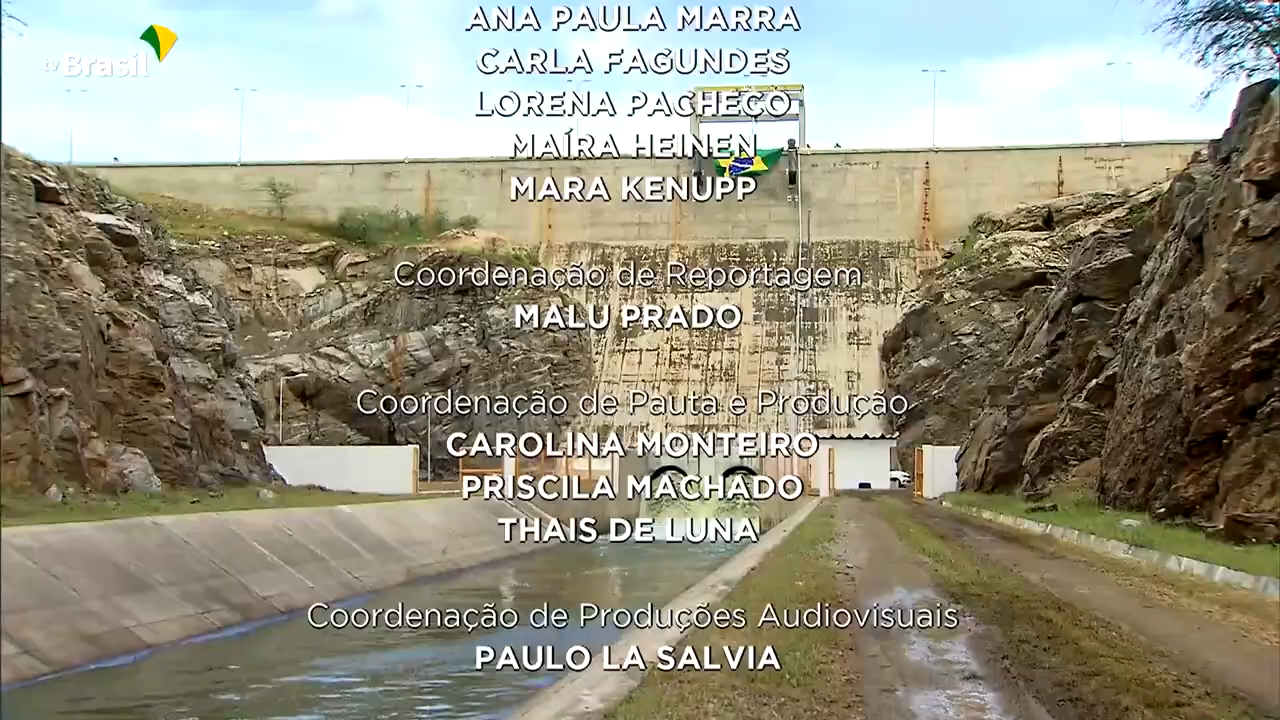 ANA PAULA MARRA
tv Brasil
CARLA FAGUNDES
LORENA PACHECO
MAÍRA HEINEN
MARA KENUPP
Coordenação de Reportagem
MALU PRADO
Coordenação de Pauta e Produção
CAROLINA MONTEIRO
PRISCILA MACHADO
THAIS DE LUNA
Coordenação de Produções Audiovisuais
PAULO LA SALVIA